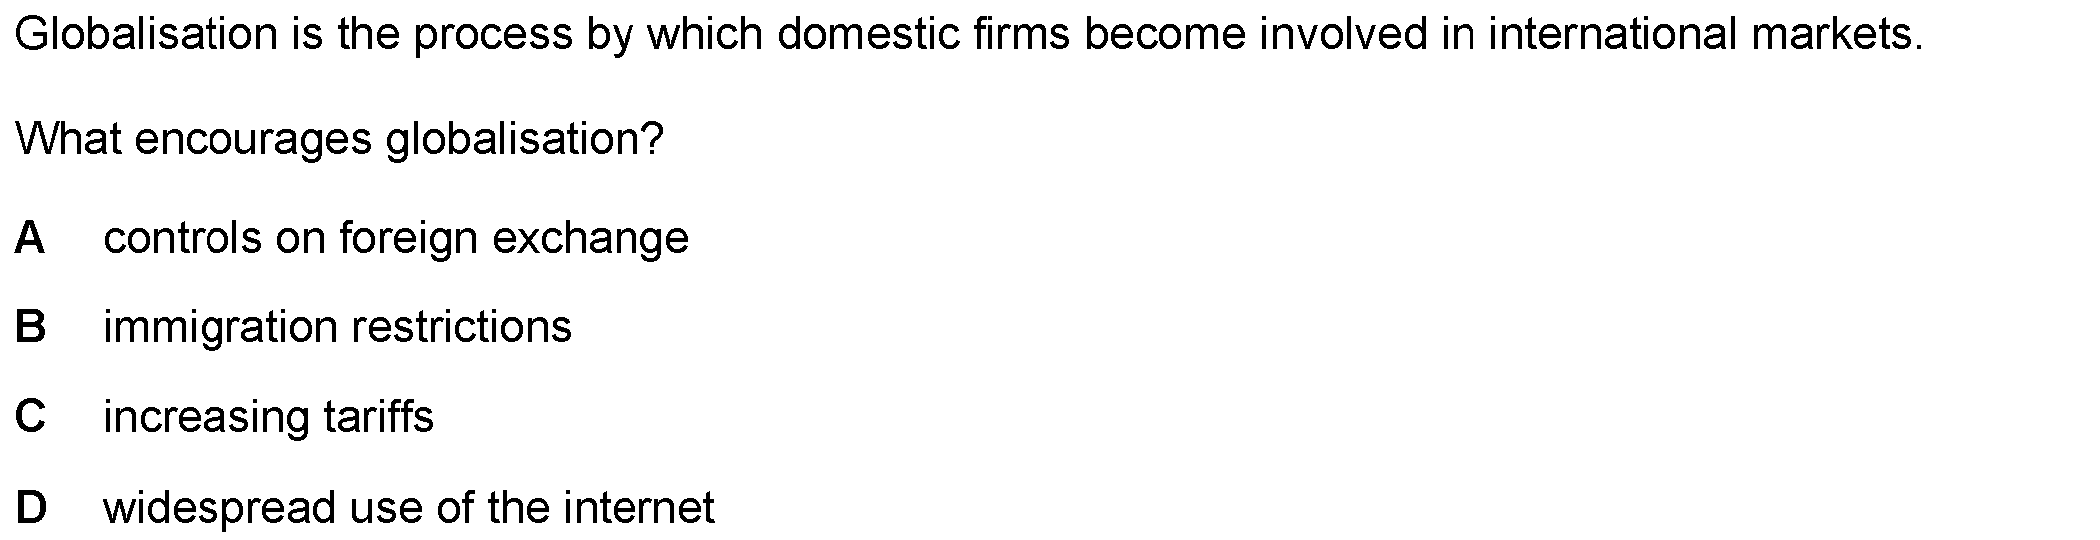 Globalisation is the process by which domestic firms become involved in international markets.
What encourages globalisation?
A controls on foreign exchange
B immigration restrictions
C increasing tariffs
D widespread use of the internet